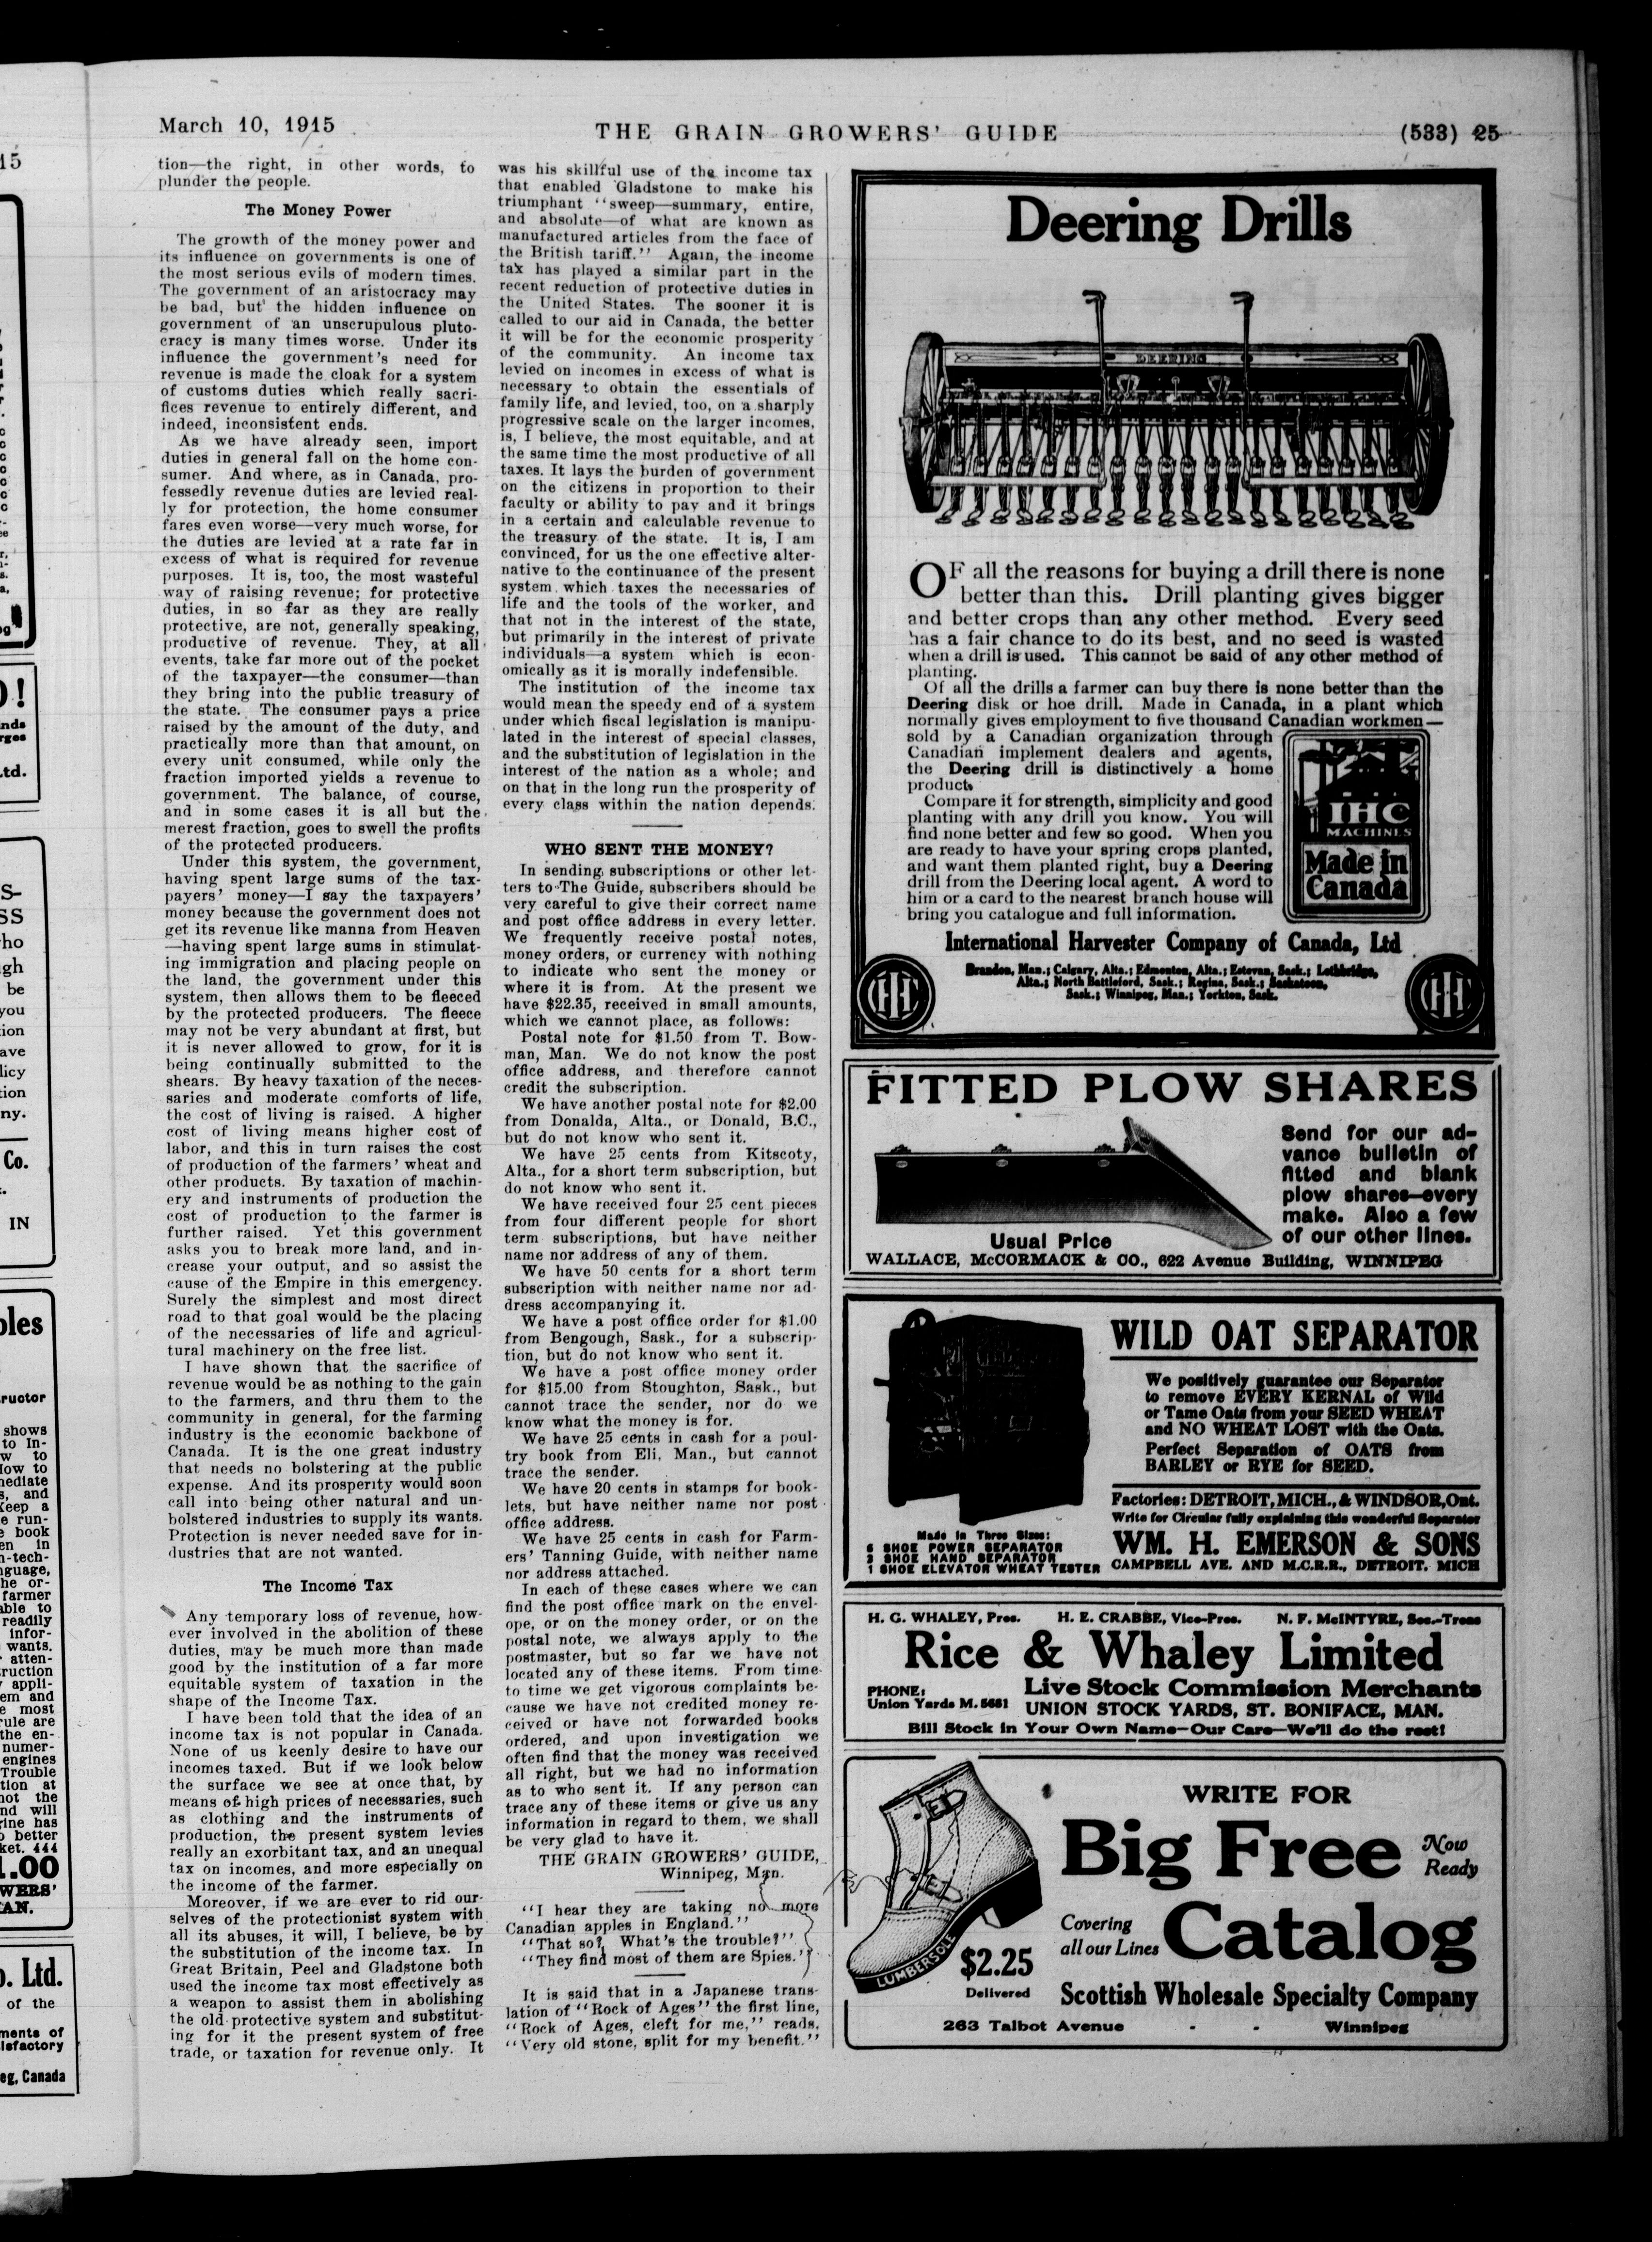 March 10, 1915
THE GRAIN GROWERS' GUIDE
(533) 25
tion—the right, in other words, to
plunder the people.
The Money Power
The growth of the money power and
its influence on governments is one of
the most serious evils of modern times.
The government of an aristocracy may
be bad, but the hidden influence on
government of an unscrupulous pluto-
cracy is many times worse. Under its
influence the government's need for
revenue is made the cloak for a system
of customs duties which really sacri-
fices revenue to entirely different, and
indeed, inconsistent ends.
As we have already seen, import
duties in general fall on the home con-
sumer. And where, as in Canada, pro-
fessedly revenue duties are levied real-
ly for protection, the home consumer
fares even worse—very much worse, for
the duties are levied at a rate far in
excess of what is required for revenue
purposes. It is, too, the most wasteful
way of raising revenue; for protective
duties, in so far as they are really
protective, are not, generally speaking,
productive of revenue. They, at all
events, take far more out of the pocket
of the taxpayer—the consumer—than
they bring into the public treasury of
the state. The consumer pays a price
raised by the amount of the duty, and
practically more than that amount, on
every unit consumed, while only the
fraction imported yields a revenue to
government. The balance, of course,
and in some cases it is all but the
merest fraction, goes to swell the profits
of the protected producers.
Under this system, the government,
having spent large sums of the tax-
payers' money—I say the taxpayers'
money because the government does not
get its revenue like manna from Heaven
—having spent large sums in stimulat-
ing immigration and placing people on
the land, the government under this
system, then allows them to be fleeced
by the protected producers. The fleece
may not be very abundant at first, but
it is never allowed to grow, for it is
being continually submitted to the
shears. By heavy taxation of the neces-
saries and moderate comforts of life,
the cost of living is raised. A higher
cost of living means higher cost of
labor, and this in turn raises the cost
of production of the farmers' wheat and
other products. By taxation of machin-
ery and instruments of production the
cost of production to the farmer is
further raised. Yet this government
asks you to break more land, and in-
crease your output, and so assist the
cause of the Empire in this emergency.
Surely the simplest and most direct
road to that goal would be the placing
of the necessaries of life and agricul-
tural machinery on the free list.
I have shown that the sacrifice of
revenue would be as nothing to the gain
to the farmers, and thru them to the
community in general, for the farming
industry is the economic backbone of
Canada. It is the one great industry
that needs no bolstering at the public
expense. And its prosperity would soon
call into being other natural and un-
bolstered industries to supply its wants.
Protection is never needed save for in-
dustries that are not wanted.
The Income Tax
Any temporary loss of revenue, how-
ever involved in the abolition of these
duties, may be much more than made
good by the institution of a far more
equitable system of taxation in the
shape of the Income Tax.
I have been told that the idea of an
income tax is not popular in Canada.
None of us keenly desire to have our
incomes taxed. But if we look below
the surface we see at once that, by
means of high prices of necessaries, such
as clothing and the instruments of
production, the present system levies
really an exorbitant tax, and an unequal
tax on incomes, and more especially on
the income of the farmer.
Moreover, if we are ever to rid our-
selves of the protectionist system with
all its abuses, it will, I believe, be by
the substitution of the income tax. In
Great Britain, Peel and Gladstone both
used the income tax most effectively as
a weapon to assist them in abolishing
the old protective system and substitut-
ing for it the present system of free
trade, or taxation for revenue only. It
was his skillful use of the income tax
that enabled Gladstone to make his
triumphant "sweep—summary, entire,
and absolute—of what are known as
manufactured articles from the face of
the British tariff." Again, the income
tax has played a similar part in the
recent reduction of protective duties in
the United States. The sooner it is
called to our aid in Canada, the better
it will be for the economic prosperity
of the community. An income tax
levied on incomes in excess of what is
necessary to obtain the essentials of
family life, and levied, too, on a sharply
progressive scale on the larger incomes,
is, I believe, the most equitable, and at
the same time the most productive of all
taxes. It lays the burden of government
on the citizens in proportion to their
faculty or ability to pay and it brings
in a certain and calculable revenue to
the treasury of the state. It is, I am
convinced, for us the one effective alter-
native to the continuance of the present
system which taxes the necessaries of
life and the tools of the worker, and
that not in the interest of the state,
but primarily in the interest of private
individuals—a system which is econ-
omically as it is morally indefensible.
The institution of the income tax
would mean the speedy end of a system
under which fiscal legislation is manipu-
lated in the interest of special classes,
and the substitution of legislation in the
interest of the nation as a whole; and
on that in the long run the prosperity of
every class within the nation depends.
WHO SENT THE MONEY?
In sending subscriptions or other let-
ters to The Guide, subscribers should be
very careful to give their correct name
and post office address in every letter.
We frequently receive postal notes,
money orders, or currency with nothing
to indicate who sent the money or
where it is from. At the present we
have $22.35, received in small amounts,
which we cannot place, as follows:
Postal note for $1.50 from T. Bow-
man, Man. We do not know the post
office address, and therefore cannot
credit the subscription.
We have another postal note for $2.00
from Donalda, Alta., or Donald, B.C.,
but do not know who sent it.
We have 25 cents from Kitscoty,
Alta., for a short term subscription, but
do not know who sent it.
We have received four 25 cent pieces
from four different people for short
term subscriptions, but have neither
name nor address of any of them.
We have 50 cents for a short term
subscription with neither name nor ad-
dress accompanying it.
We have a post office order for $1.00
from Bengough, Sask., for a subscrip-
tion, but do not know who sent it.
We have a post office money order
for $15.00 from Stoughton, Sask., but
cannot trace the sender, nor do we
know what the money is for.
We have 25 cents in cash for a poul-
try book from Eli, Man., but cannot
trace the sender.
We have 20 cents in stamps for book-
lets, but have neither name nor post
office address.
We have 25 cents in cash for Farm-
ers' Tanning Guide, with neither name
nor address attached.
In each of these cases where we can
find the post office mark on the envel-
ope, or on the money order, or on the
postal note, we always apply to the
postmaster, but so far we have not
located any of these items. From time
to time we get vigorous complaints be-
cause we have not credited money re-
ceived or have not forwarded books
ordered, and upon investigation we
often find that the money was received
all right, but we had no information
as to who sent it. If any person can
trace any of these items or give us any
information in regard to them, we shall
be very glad to have it.
THE GRAIN GROWERS' GUIDE,
Winnipeg, Man.
"I hear they are taking no more
Canadian apples in England."
"That so? What's the trouble?"
"They find most of them are Spies."
It is said that in a Japanese trans-
lation of "Rock of Ages" the first line,
"Rock of Ages, cleft for me," reads,
"Very old stone, split for my benefit."
Deering Drills
DEERING
OF all the reasons for buying a drill there is none
better than this. Drill planting gives bigger
and better crops than any other method. Every seed
has a fair chance to do its best, and no seed is wasted
when a drill is used. This cannot be said of any other method of
planting.
Of all the drills a farmer can buy there is none better than the
Deering disk or hoe drill. Made in Canada, in a plant which
normally gives employment to five thousand Canadian workmen—
sold by a Canadian organization through
Canadian implement dealers and agents,
the Deering drill is distinctively a home
product.
Compare it for strength, simplicity and good
planting with any drill you know. You will
find none better and few so good. When you
are ready to have your spring crops planted,
and want them planted right, buy a Deering
drill from the Deering local agent. A word to
him or a card to the nearest branch house will
bring you catalogue and full information.
IHC
MACHINES
Made in
Canada
International Harvester Company of Canada, Ltd
Brandon, Man.; Calgary, Alta.; Edmonton, Alta.; Estevan, Sask.; Lethbridge,
Alta.; North Battleford, Sask.; Regina, Sask.; Saskatoon,
Sask.; Winnipeg, Man.; Yorkton, Sask.
IHC
IHC
FITTED PLOW SHARES
Send for our ad-
vance bulletin of
fitted and blank
plow shares—every
make. Also a few
of our other lines.
Usual Price
WALLACE, McCORMACK & CO., 622 Avenue Building, WINNIPEG
WILD OAT SEPARATOR
We positively guarantee our Separator
to remove EVERY KERNAL of Wild
or Tame Oats from your SEED WHEAT
and NO WHEAT LOST with the Oats.
Perfect Separation of OATS from
BARLEY or RYE for SEED.
Factories: DETROIT, MICH., & WINDSOR, Ont.
Write for Circular fully explaining this wonderful Separator
Made in Three Sizes:
6 SHOE POWER SEPARATOR
2 SHOE HAND SEPARATOR
1 SHOE ELEVATOR WHEAT TESTER
WM. H. EMERSON & SONS
CAMPBELL AVE. AND M.C.R.R., DETROIT. MICH
H. G. WHALEY, Pres. H. E. CRABBE, Vice-Pres. N. F. McINTYRE, Sec.-Treas
Rice & Whaley Limited
Live Stock Commission Merchants
PHONE:
Union Yards M. 5681
UNION STOCK YARDS, ST. BONIFACE, MAN.
Bill Stock in Your Own Name—Our Care—We'll do the rest!
WRITE FOR
Big Free
Now
Ready
Covering
all our Lines
Catalog
LUMBERSOLE
$2.25
Delivered
Scottish Wholesale Specialty Company
263 Talbot Avenue - - Winnipeg